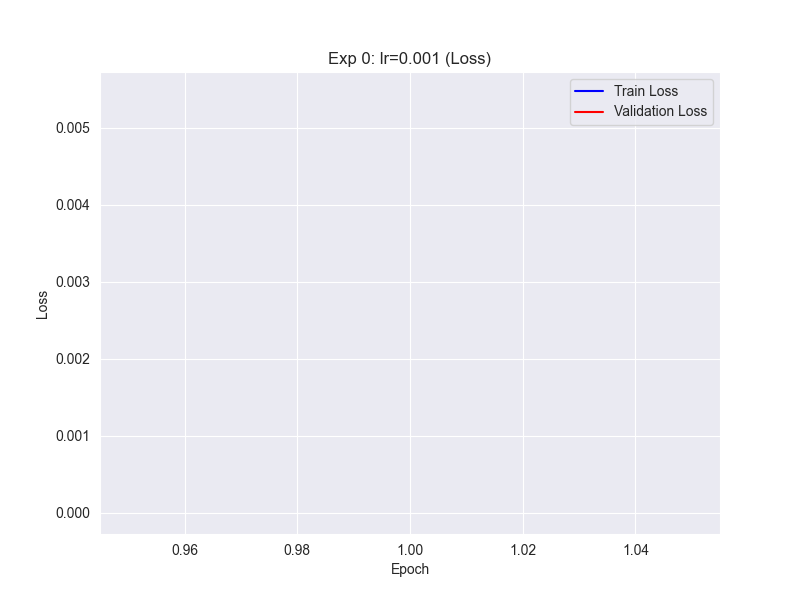 Exp 0: lr=0.001 (Loss)
Train Loss
Validation Loss
0.005
0.004
0.003
0.002
0.001
0.000
Loss
0.96 0.98 1.00 1.02 1.04
Epoch